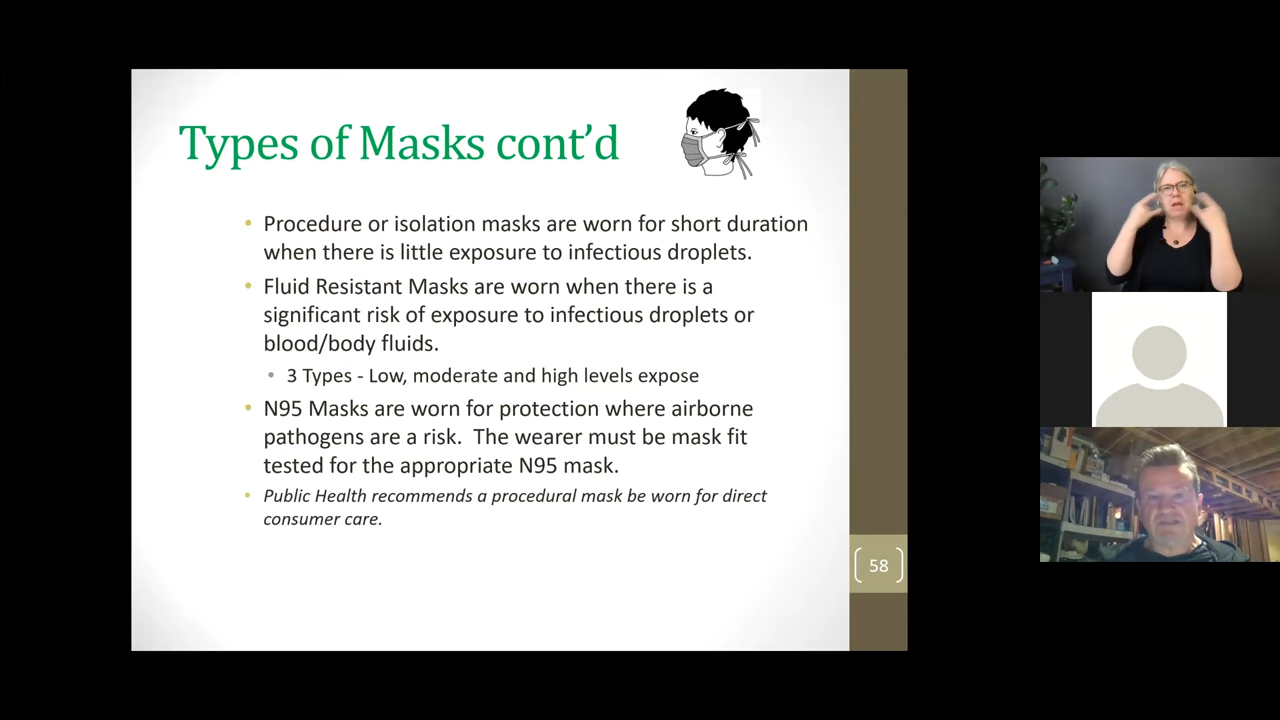 Types of Masks cont’d
• Procedure or isolation masks are worn for short duration
when there is little exposure to infectious droplets.
• Fluid Resistant Masks are worn when there is a
significant risk of exposure to infectious droplets or
blood/body fluids.
• 3 Types - Low, moderate and high levels expose
• N95 Masks are worn for protection where airborne
pathogens are a risk.  The wearer must be mask fit
tested for the appropriate N95 mask.
• Public Health recommends a procedural mask be worn for direct
consumer care.
58